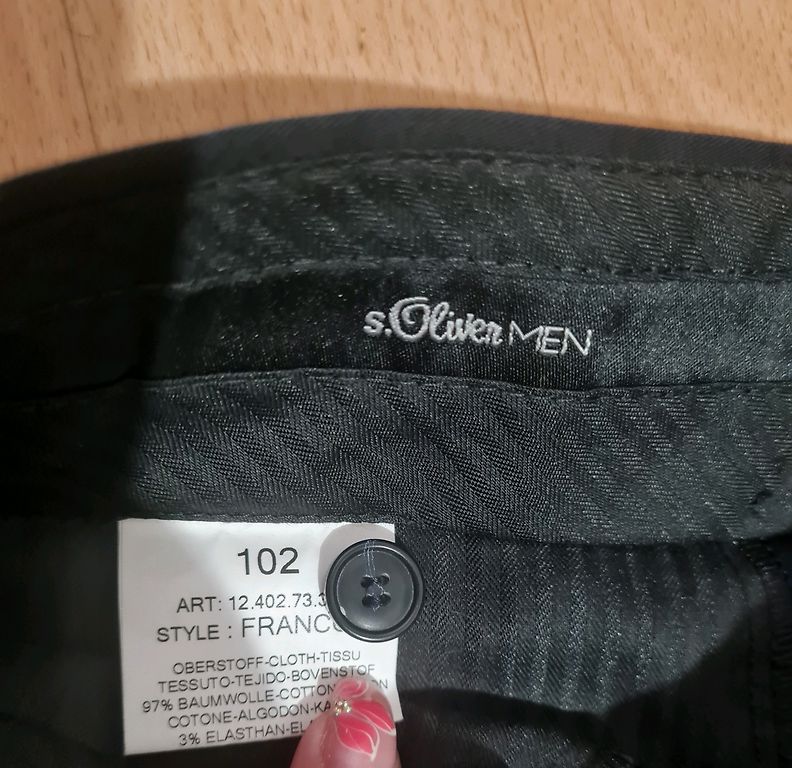 s.Oliver MEN
102
ART: 12.402.73.3
STYLE : FRANCO
OBERSTOFF-CLOTH-TISSU
TESSUTO-TEJIDO-BOVENSTOF
97% BAUMWOLLE-COTTON
COTONE-ALGODON-KA
3% ELASTHAN-EL